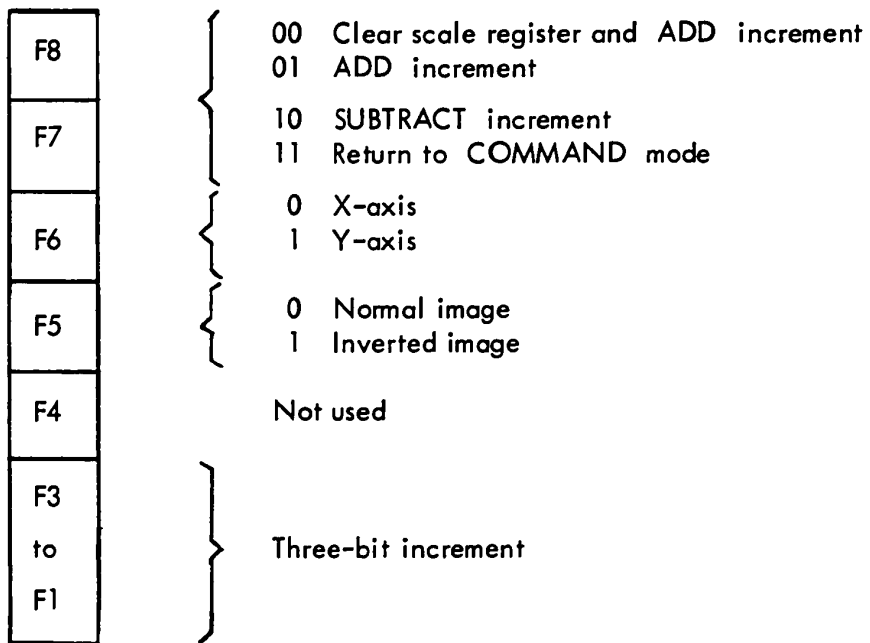 F8
00 Clear scale register and ADD increment
01 ADD increment
F7
10 SUBTRACT increment
11 Return to COMMAND mode
F6
0 X-axis
1 Y-axis
F5
0 Normal image
1 Inverted image
F4
Not used
F3
to
F1
Three-bit increment